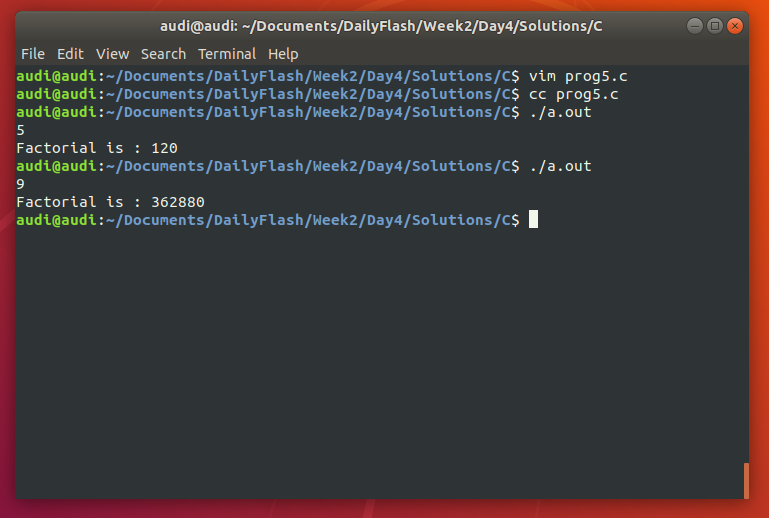 audi@audi: ~/Documents/DailyFlash/Week2/Day4/Solutions/C
File Edit View Search Terminal Help
audi@audi:~/Documents/DailyFlash/Week2/Day4/Solutions/C$ vim prog5.c
audi@audi:~/Documents/DailyFlash/Week2/Day4/Solutions/C$ cc prog5.c
audi@audi:~/Documents/DailyFlash/Week2/Day4/Solutions/C$ ./a.out
5
Factorial is : 120
audi@audi:~/Documents/DailyFlash/Week2/Day4/Solutions/C$ ./a.out
9
Factorial is : 362880
audi@audi:~/Documents/DailyFlash/Week2/Day4/Solutions/C$